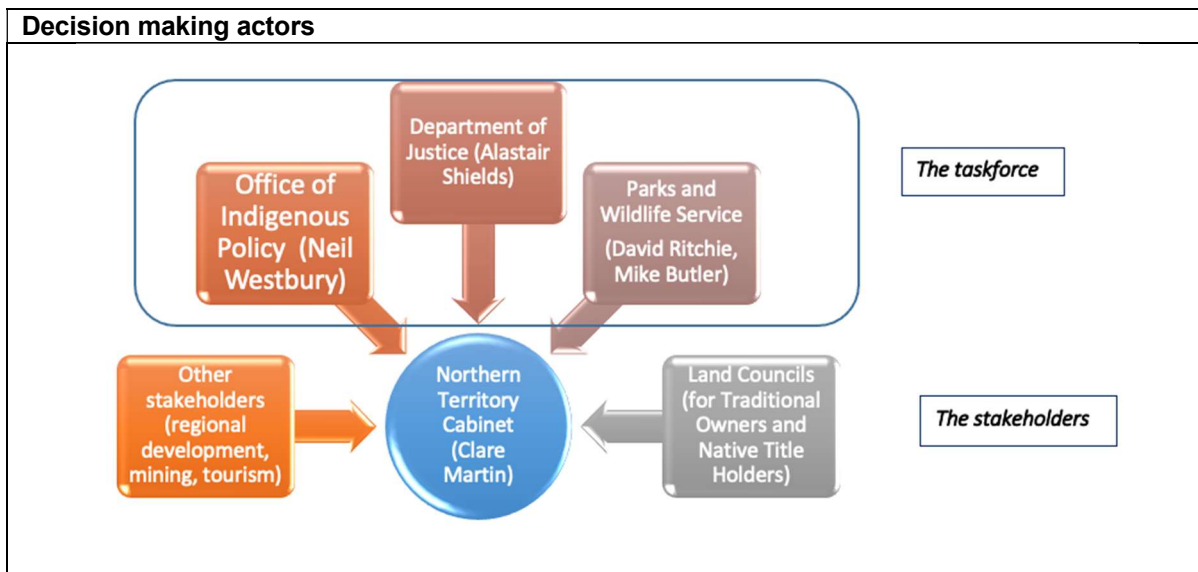 Decision making actors
Department of
Justice (Alastair
Shields)
Office of
Indigenous
Policy (Neil
Westbury)
Parks and
Wildlife Service
(David Ritchie,
Mike Butler)
The taskforce
Other
stakeholders
(regional
development,
mining, tourism)
Northern
Territory
Cabinet
(Clare
Martin)
Land Councils
(for Traditional
Owners and
Native Title
Holders)
The stakeholders